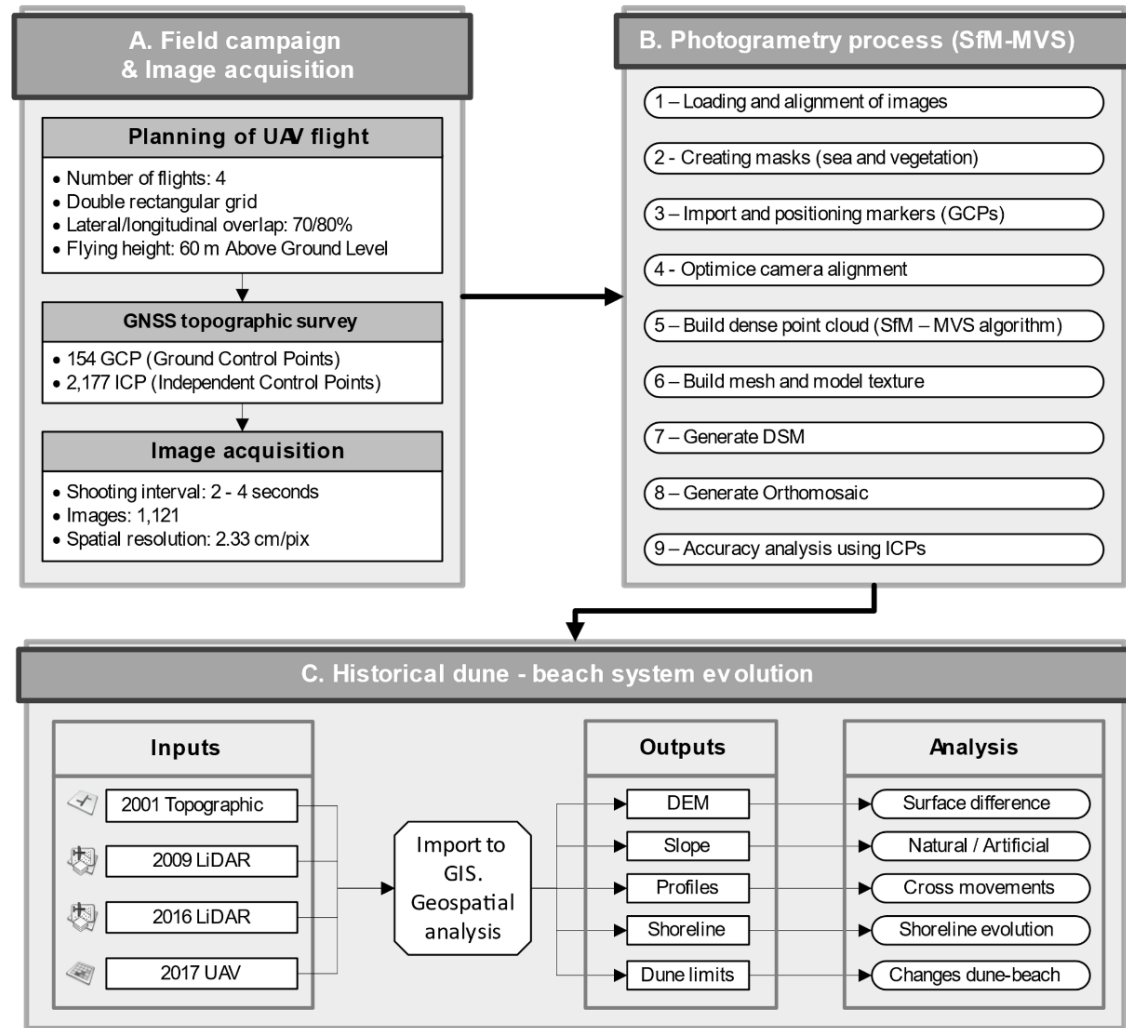 A. Field campaign
& Image acquisition
Planning of UAV flight
• Number of flights: 4
• Double rectangular grid
• Lateral/longitudinal overlap: 70/80%
• Flying height: 60 m Above Ground Level
GNSS topographic survey
• 154 GCP (Ground Control Points)
• 2,177 ICP (Independent Control Points)
Image acquisition
• Shooting interval: 2 - 4 seconds
• Images: 1,121
• Spatial resolution: 2.33 cm/pix
B. Photogrametry process (SfM-MVS)
1 – Loading and alignment of images
2 - Creating masks (sea and vegetation)
3 – Import and positioning markers (GCPs)
4 - Optimice camera alignment
5 – Build dense point cloud (SfM – MVS algorithm)
6 – Build mesh and model texture
7 – Generate DSM
8 – Generate Orthomosaic
9 – Accuracy analysis using ICPs
C. Historical dune - beach system evolution
Inputs
2001 Topographic
2009 LiDAR
2016 LiDAR
2017 UAV
Import to
GIS.
Geospatial
analysis
Outputs
DEM
Slope
Profiles
Shoreline
Dune limits
Analysis
Surface difference
Natural / Artificial
Cross movements
Shoreline evolution
Changes dune-beach